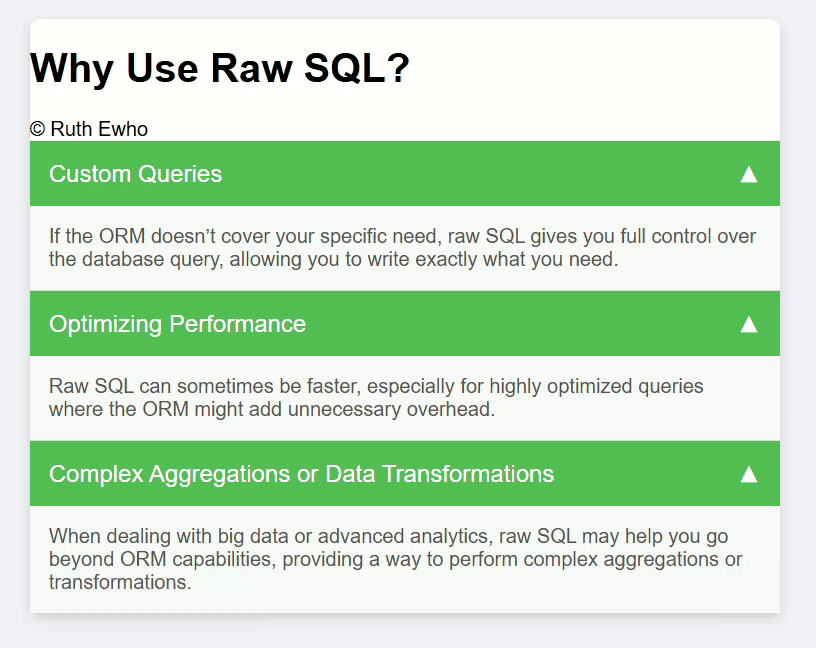 Why Use Raw SQL?
© Ruth Ewho
Custom Queries ▲
If the ORM doesn’t cover your specific need, raw SQL gives you full control over
the database query, allowing you to write exactly what you need.
Optimizing Performance ▲
Raw SQL can sometimes be faster, especially for highly optimized queries
where the ORM might add unnecessary overhead.
Complex Aggregations or Data Transformations ▲
When dealing with big data or advanced analytics, raw SQL may help you go
beyond ORM capabilities, providing a way to perform complex aggregations or
transformations.